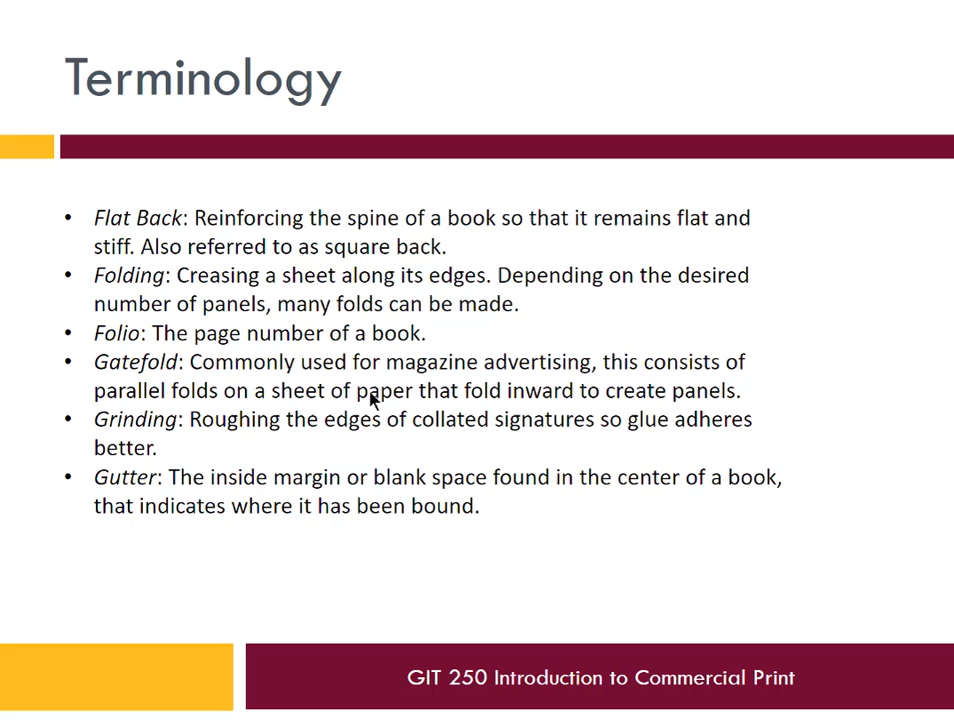 Terminology
• Flat Back: Reinforcing the spine of a book so that it remains flat and
stiff. Also referred to as square back.
• Folding: Creasing a sheet along its edges. Depending on the desired
number of panels, many folds can be made.
• Folio: The page number of a book.
• Gatefold: Commonly used for magazine advertising, this consists of
parallel folds on a sheet of paper that fold inward to create panels.
• Grinding: Roughing the edges of collated signatures so glue adheres
better.
• Gutter: The inside margin or blank space found in the center of a book,
that indicates where it has been bound.
GIT 250 Introduction to Commercial Print